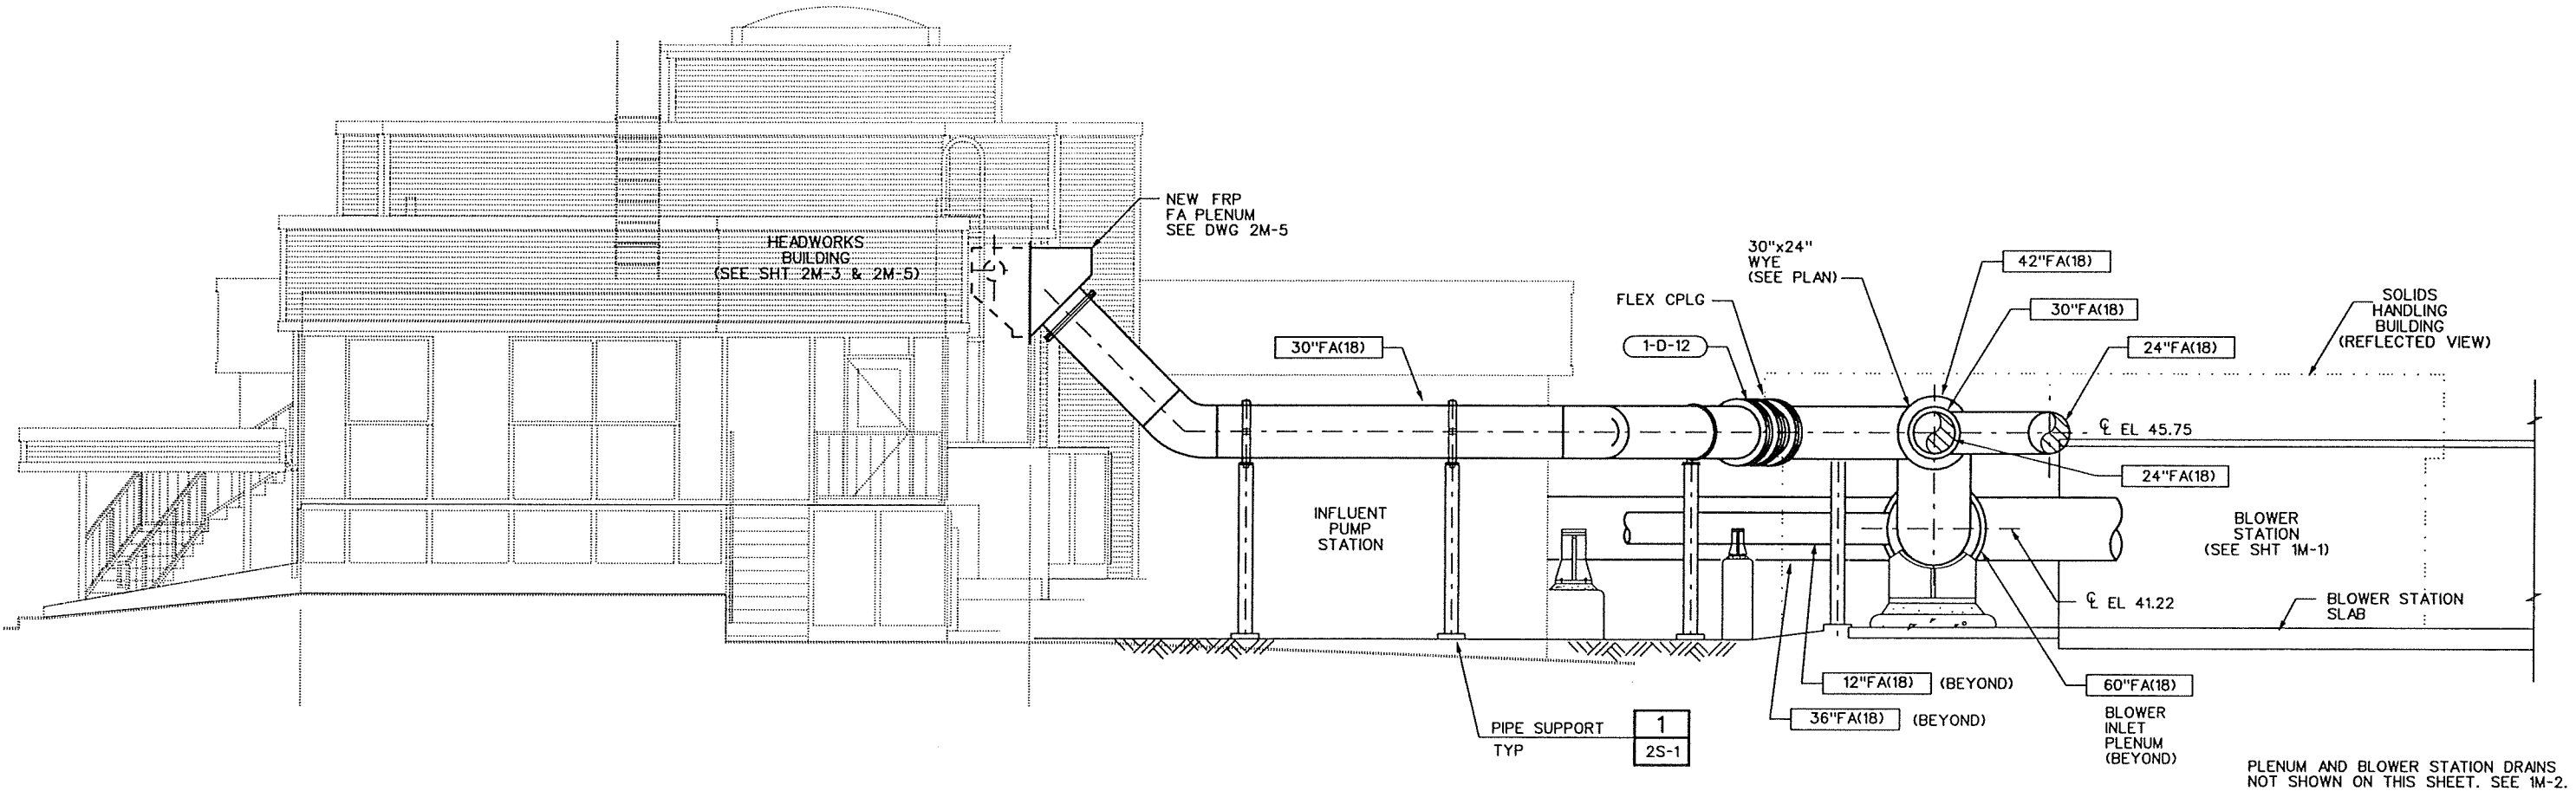 NEW FRP
FA PLENUM
SEE DWG 2M-5
HEADWORKS
BUILDING
(SEE SHT 2M-3 & 2M-5)
30"x24"
WYE
(SEE PLAN)
42"FA(18)
FLEX CPLG
30"FA(18)
SOLIDS
HANDLING
BUILDING
(REFLECTED VIEW)
30"FA(18)
1-D-12
24"FA(18)
℄ EL 45.75
24"FA(18)
INFLUENT
PUMP
STATION
BLOWER
STATION
(SEE SHT 1M-1)
℄ EL 41.22
BLOWER STATION
SLAB
12"FA(18) (BEYOND)
60"FA(18)
36"FA(18) (BEYOND)
BLOWER
INLET
PLENUM
(BEYOND)
PIPE SUPPORT
TYP
1
2S-1
PLENUM AND BLOWER STATION DRAINS
NOT SHOWN ON THIS SHEET. SEE 1M-2.